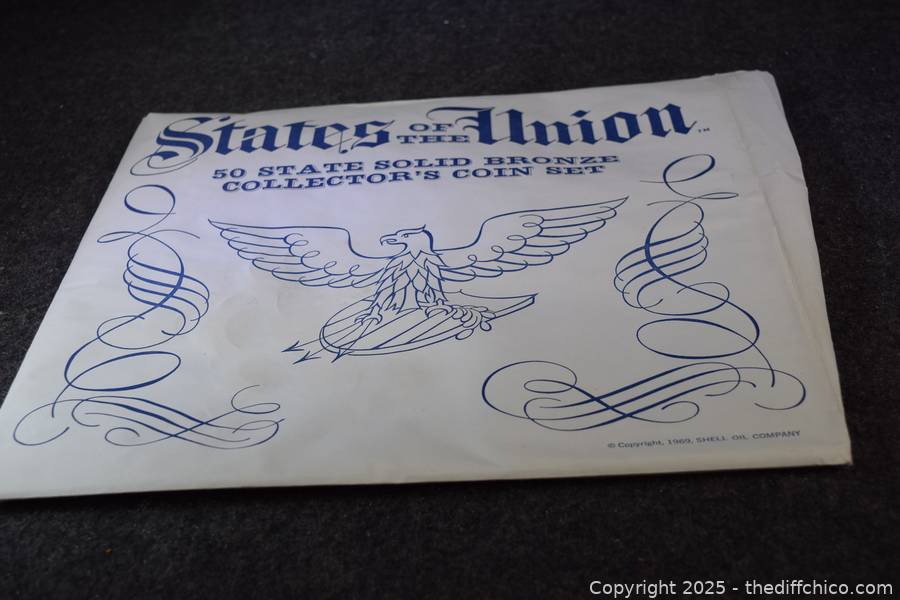 States OF THE Union™
50 STATE SOLID BRONZE
COLLECTOR'S COIN SET
© Copyright, 1969, SHELL OIL COMPANY
Copyright 2025 - thediffchico.com